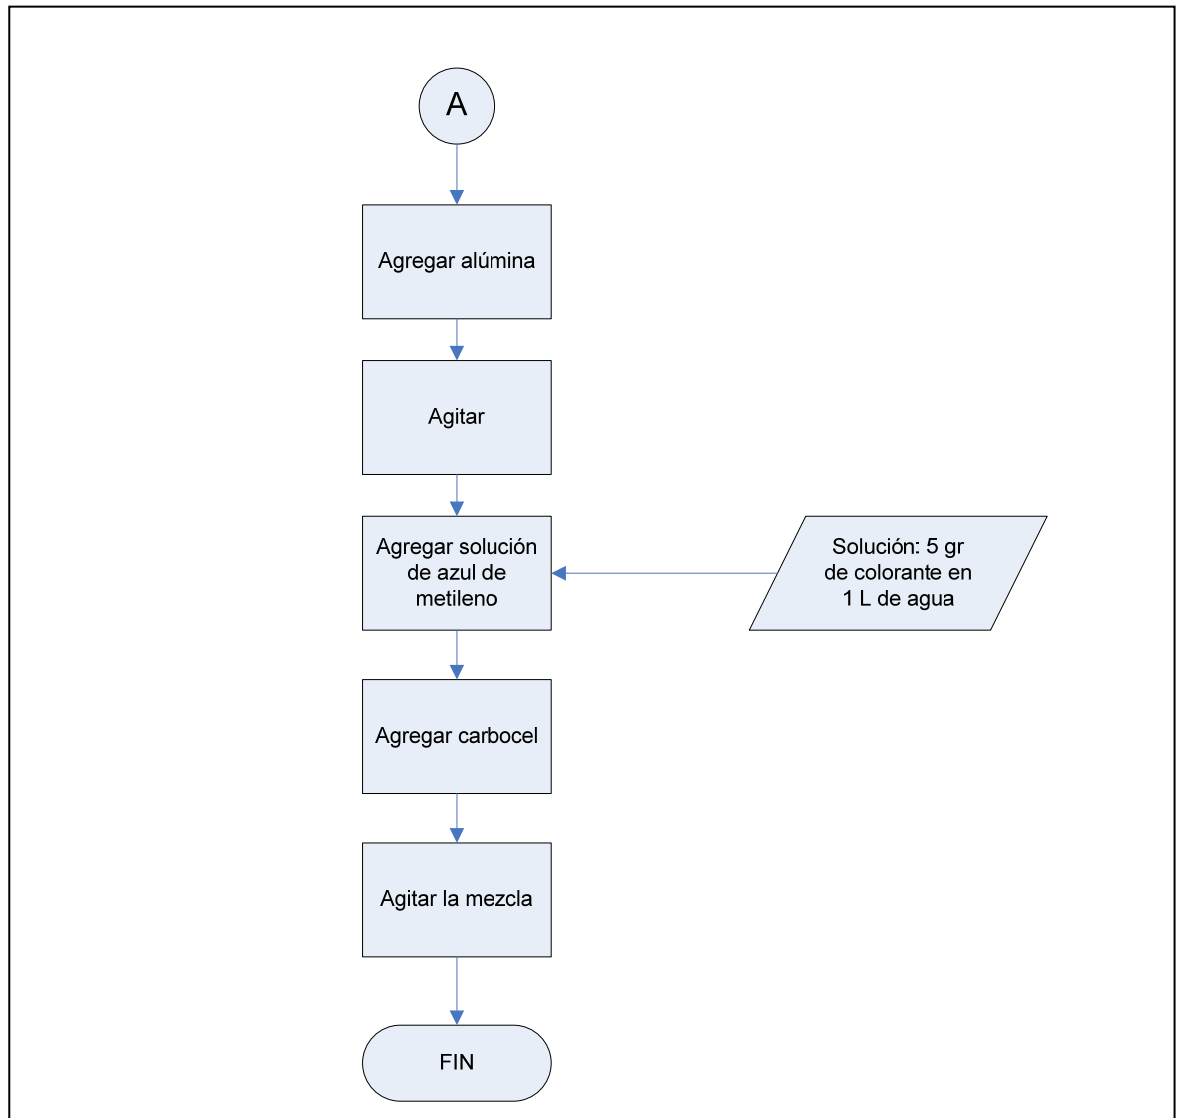 A
Agregar alúmina
Agitar
Agregar solución
de azul de
metileno
Solución: 5 gr
de colorante en
1 L de agua
Agregar carbocel
Agitar la mezcla
FIN